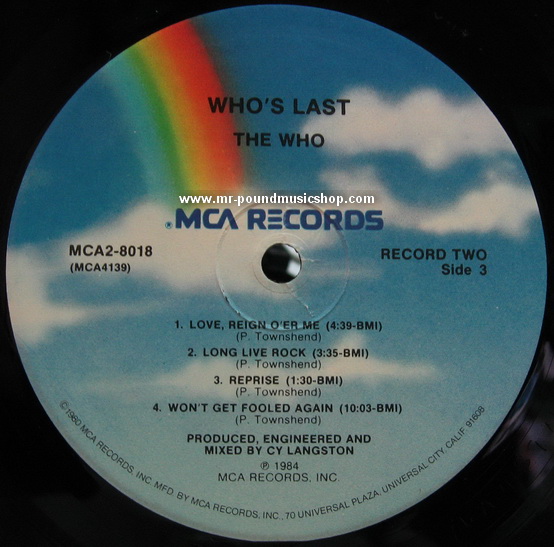 WHO'S LAST
THE WHO
www.mr-poundmusicshop.com
® MCA RECORDS
MCA2-8018
(MCA4139)
RECORD TWO
Side 3
1. LOVE, REIGN O'ER ME (4:39-BMI)
(P. Townshend)
2. LONG LIVE ROCK (3:35-BMI)
(P. Townshend)
3. REPRISE (1:30-BMI)
(P. Townshend)
4. WON'T GET FOOLED AGAIN (10:03-BMI)
(P. Townshend)
PRODUCED, ENGINEERED AND
MIXED BY CY LANGSTON
℗ 1984
MCA RECORDS, INC.
©1980 MCA RECORDS, INC. MFD. BY MCA RECORDS, INC., 70 UNIVERSAL PLAZA, UNIVERSAL CITY, CALIF. 91608